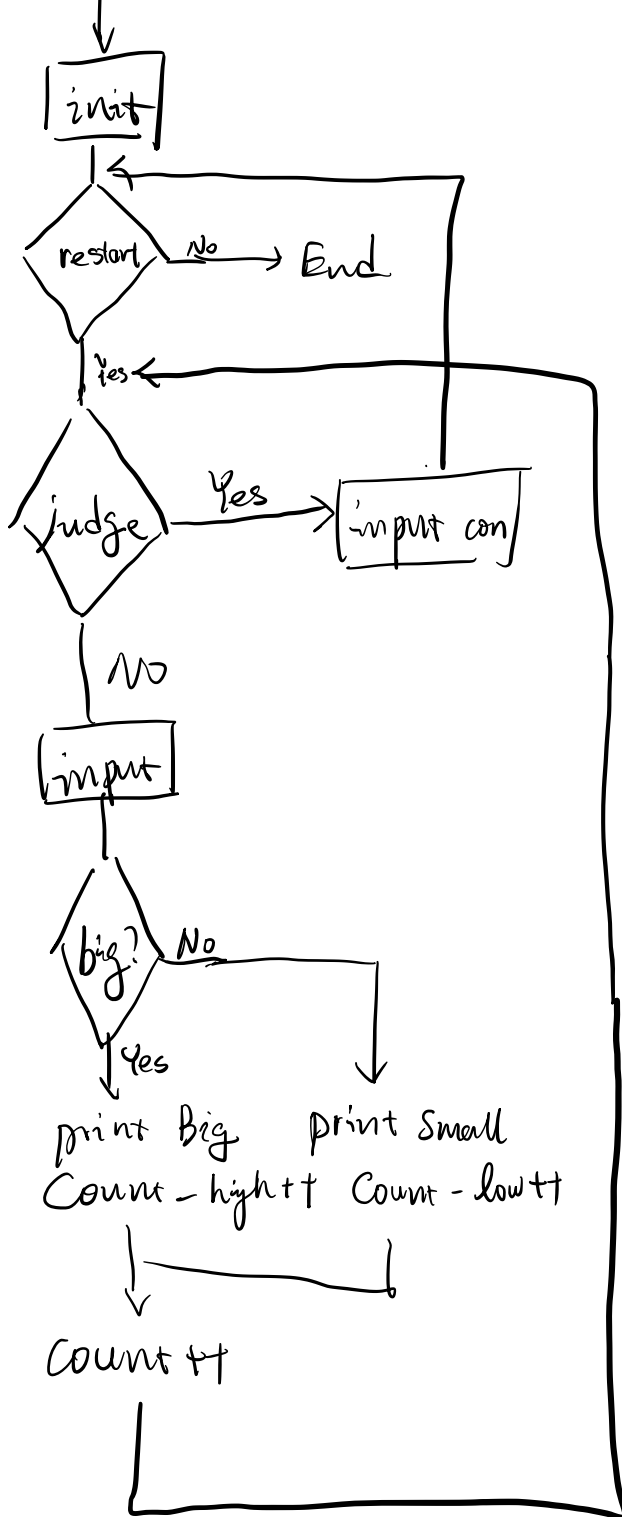 init
restart
No
End
Yes
judge
Yes
input con
NO
input
big?
No
Yes
print Big
Count-high++
print Small
Count-low++
Count++